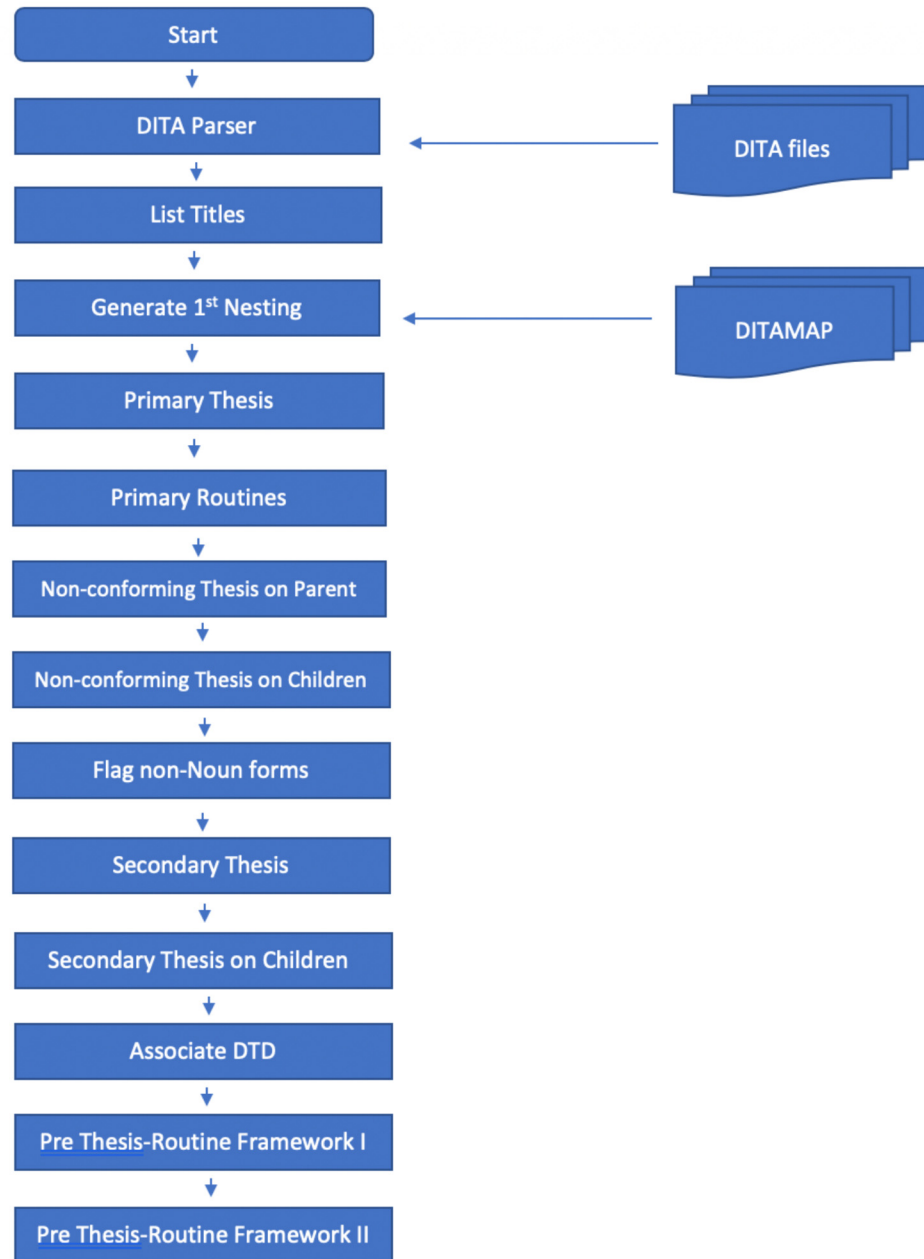 Start
DITA Parser
DITA files
List Titles
Generate 1st Nesting
DITAMAP
Primary Thesis
Primary Routines
Non-conforming Thesis on Parent
Non-conforming Thesis on Children
Flag non-Noun forms
Secondary Thesis
Secondary Thesis on Children
Associate DTD
Pre Thesis-Routine Framework I
Pre Thesis-Routine Framework II